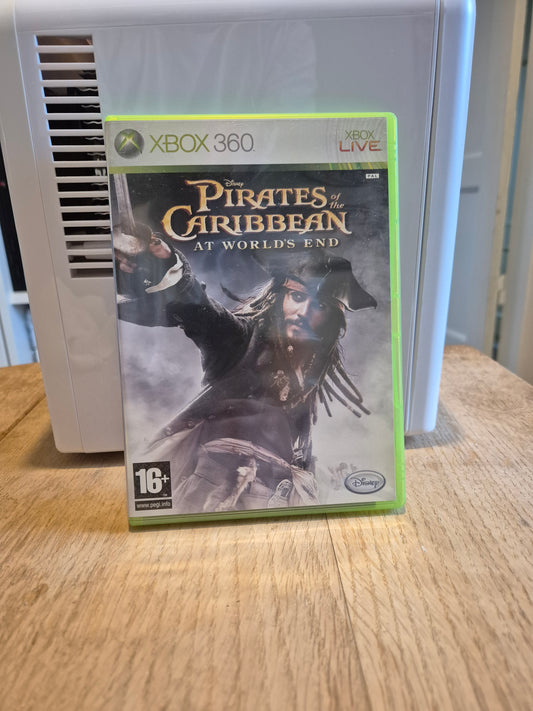 XBOX 360
XBOX
LIVE
PAL
Disney
PIRATES of the
CARIBBEAN
AT WORLD'S END
16+
www.pegi.info
Disney